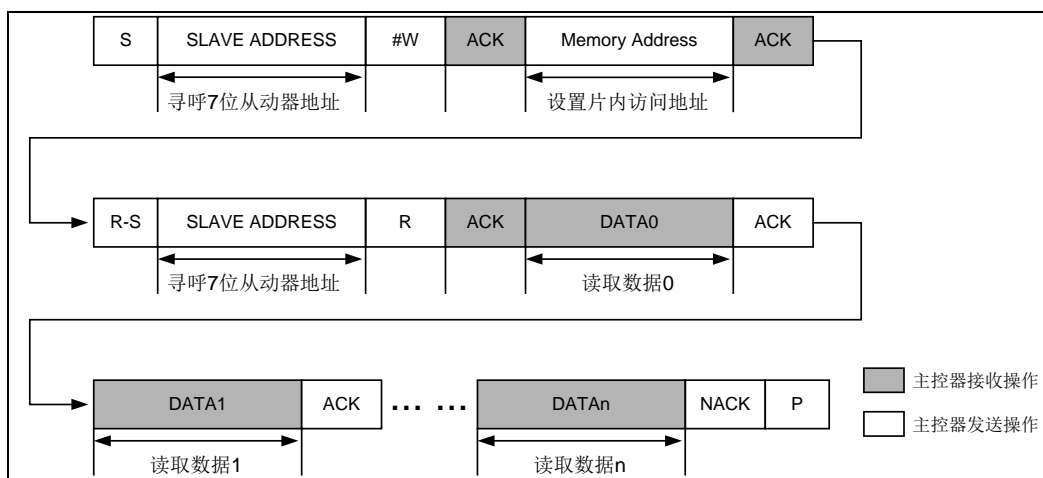 S SLAVE ADDRESS #W ACK Memory Address ACK
寻呼7位从动器地址 设置片内访问地址
R-S SLAVE ADDRESS R ACK DATA0 ACK
寻呼7位从动器地址 读取数据0
DATA1 ACK ... ... DATAn NACK P
读取数据1 读取数据n
主控器接收操作
主控器发送操作